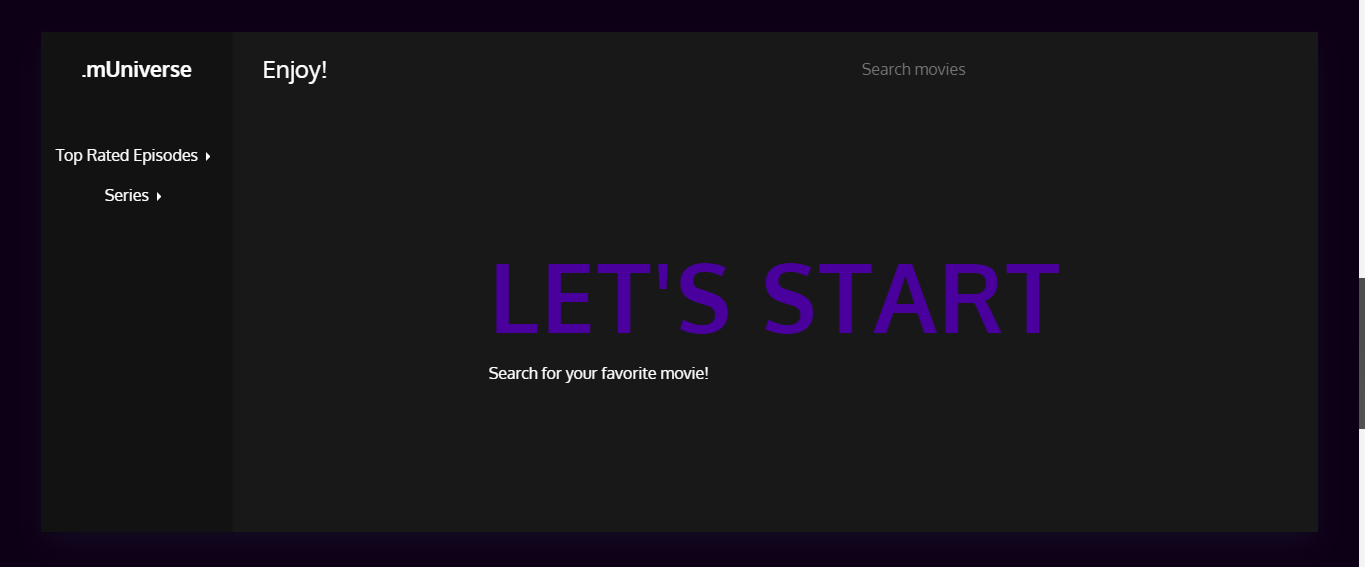 .mUniverse
Enjoy!
Search movies
Top Rated Episodes
Series
LET'S START
Search for your favorite movie!